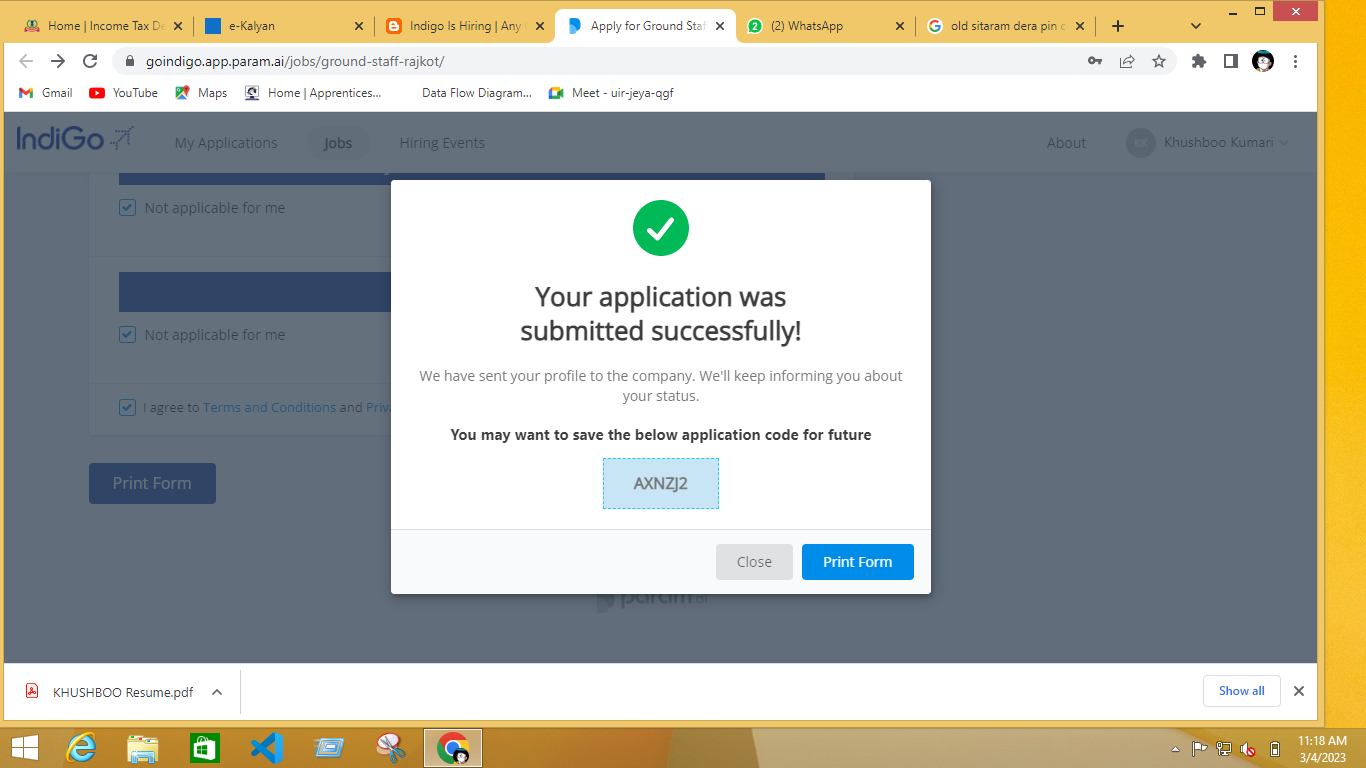 Home | Income Tax De
e-Kalyan
Indigo Is Hiring | Any
Apply for Ground Staf
2
(2) WhatsApp
old sitaram dera pin c
goindigo.app.param.ai/jobs/ground-staff-rajkot/
Gmail
YouTube
Maps
Home | Apprentices...
Data Flow Diagram...
Meet - uir-jeya-qgf
IndiGo
My Applications
Jobs
Hiring Events
About
KK
Khushboo Kumari
Not applicable for me
Not applicable for me
I agree to Terms and Conditions and Priv
Print Form
Your application was
submitted successfully!
We have sent your profile to the company. We'll keep informing you about
your status.
You may want to save the below application code for future
AXNZJ2
Close
Print Form
param.ai
KHUSHBOO Resume.pdf
Show all
11:18 AM
3/4/2023